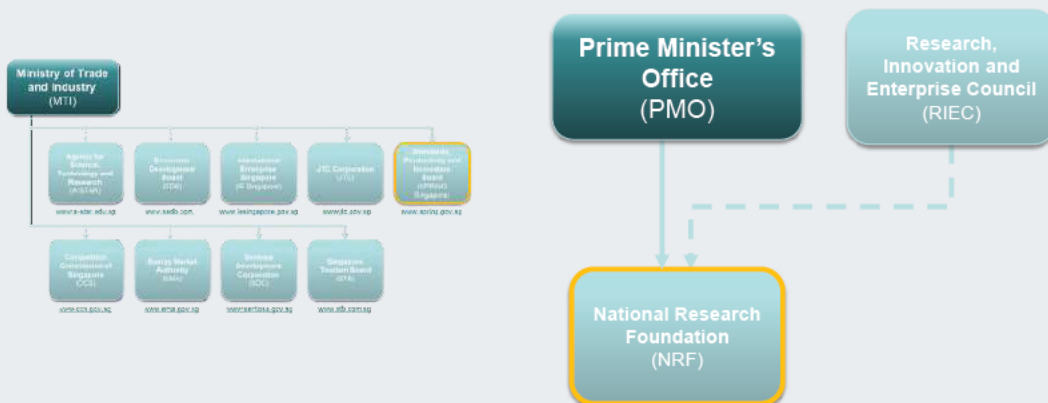 Ministry of Trade
and Industry
(MTI)
Agency for
Science,
Technology and
Research
(A*STAR)
Economic
Development
Board
(EDB)
International
Enterprise
Singapore
(IE Singapore)
JTC Corporation
(JTC)
Standards,
Productivity and
Innovation
Board
(SPRING
Singapore)
www.a-star.edu.sg
www.sedb.com
www.iesingapore.gov.sg
www.jtc.gov.sg
www.spring.gov.sg
Competition
Commission of
Singapore
(CCS)
Energy Market
Authority
(EMA)
Sentosa
Development
Corporation
(SDC)
Singapore
Tourism Board
(STB)
www.ccs.gov.sg
www.ema.gov.sg
www.sentosa.gov.sg
www.stb.com.sg
Prime Minister's
Office
(PMO)
Research,
Innovation and
Enterprise Council
(RIEC)
National Research
Foundation
(NRF)